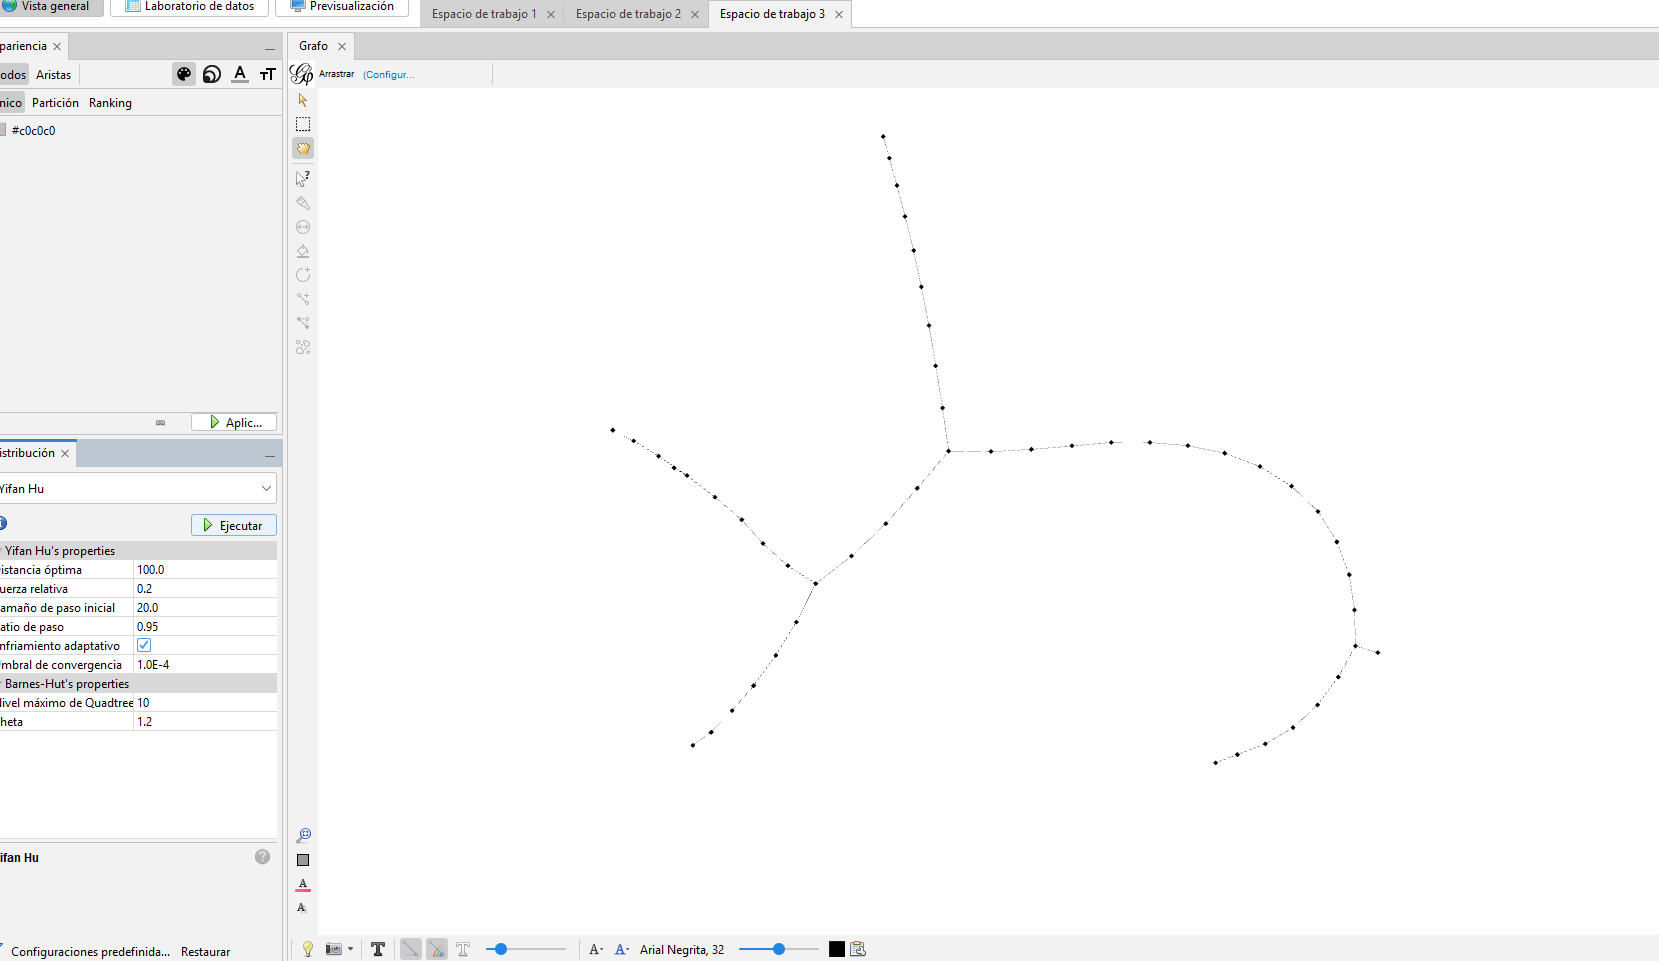 Vista general
Laboratorio de datos
Previsualización
Espacio de trabajo 1
Espacio de trabajo 2
Espacio de trabajo 3
pariencia
Grafo
odos Aristas
A
tT
Gp Arrastrar (Configur...
nico Partición Ranking
#c0c0c0
Aplic...
istribución
Yifan Hu
Ejecutar
Yifan Hu's properties
istancia óptima 100.0
uerza relativa 0.2
amaño de paso inicial 20.0
atio de paso 0.95
nfriamiento adaptativo
mbral de convergencia 1.0E-4
Barnes-Hut's properties
livel máximo de Quadtree 10
heta 1.2
ifan Hu
?
A
A
Configuraciones predefinida... Restaurar
T
T
A- A- Arial Negrita, 32